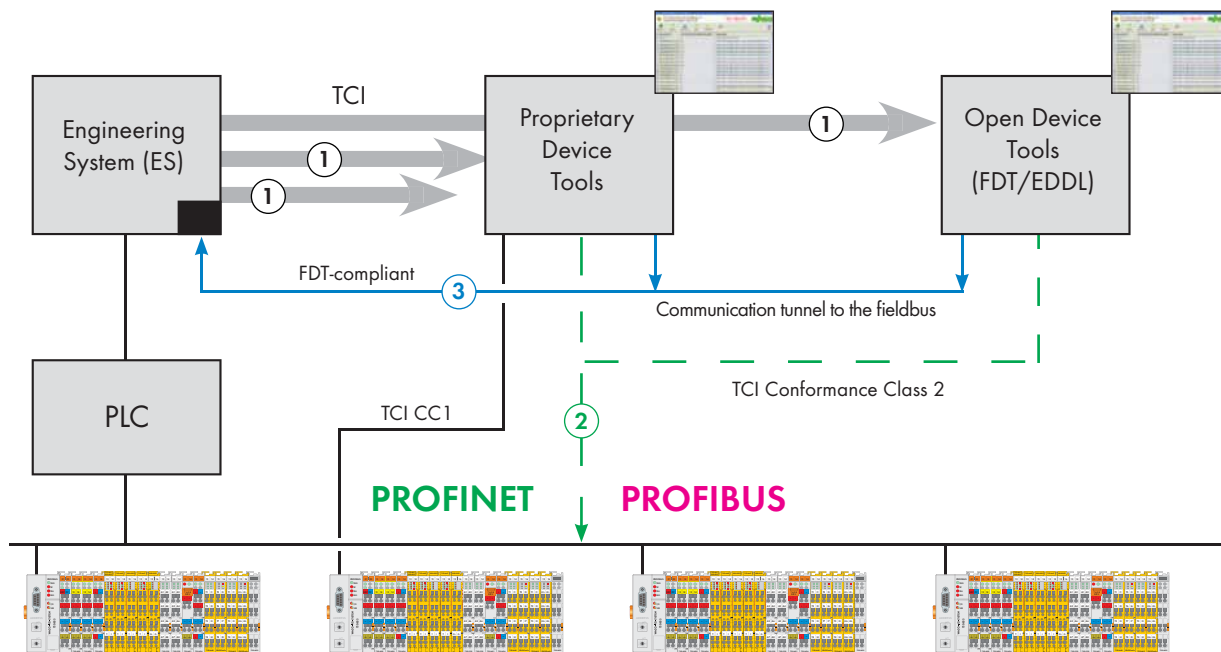 TCI
Engineering
System (ES)
1
1
Proprietary
Device
Tools
1
Open Device
Tools
(FDT/EDDL)
FDT-compliant
3
Communication tunnel to the fieldbus
PLC
TCI CC1
2
TCI Conformance Class 2
PROFINET
PROFIBUS